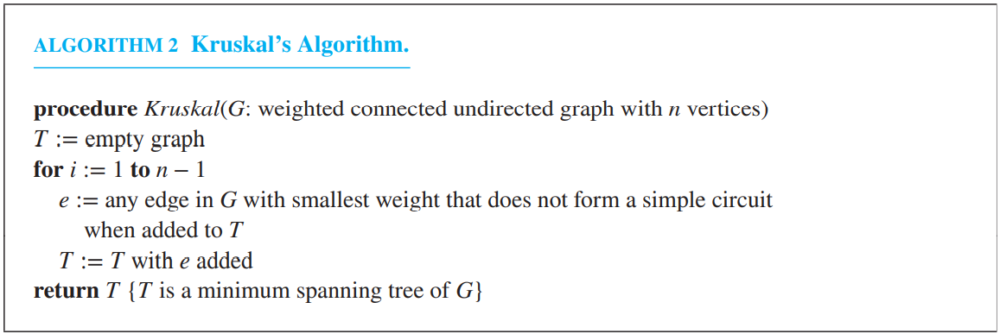 ALGORITHM 2 Kruskal's Algorithm.
procedure Kruskal(G: weighted connected undirected graph with n vertices)
T := empty graph
for i := 1 to n − 1
e := any edge in G with smallest weight that does not form a simple circuit
when added to T
T := T with e added
return T {T is a minimum spanning tree of G}